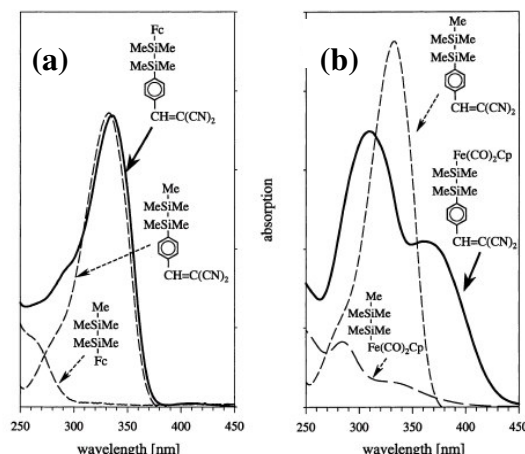 (a)
Fc
MeSiMe
MeSiMe
CH=C(CN)2
Me
MeSiMe
MeSiMe
CH=C(CN)2
Me
MeSiMe
MeSiMe
Fc
250 300 350 400 450
wavelength [nm]
(b)
absorption
Me
MeSiMe
MeSiMe
CH=C(CN)2
Fe(CO)2Cp
MeSiMe
MeSiMe
CH=C(CN)2
Me
MeSiMe
MeSiMe
Fe(CO)2Cp
250 300 350 400 450
wavelength [nm]